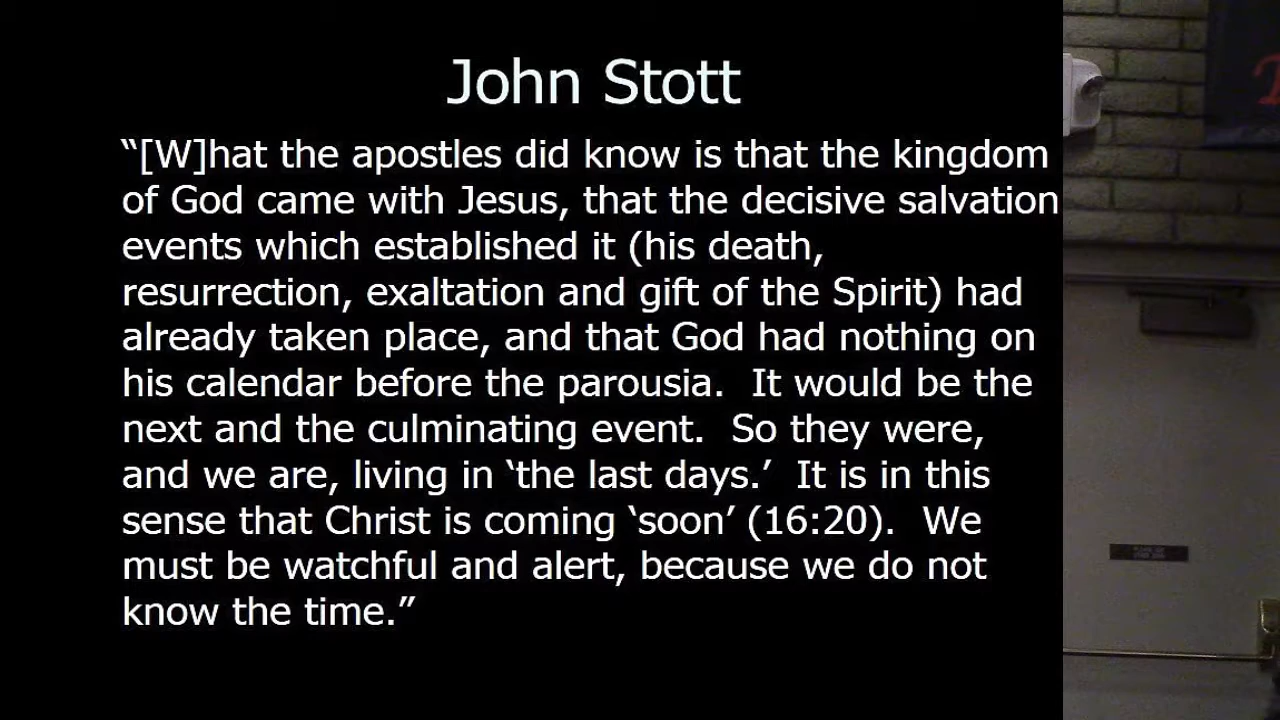 John Stott
“[W]hat the apostles did know is that the kingdom
of God came with Jesus, that the decisive salvation
events which established it (his death,
resurrection, exaltation and gift of the Spirit) had
already taken place, and that God had nothing on
his calendar before the parousia.  It would be the
next and the culminating event.  So they were,
and we are, living in ‘the last days.’  It is in this
sense that Christ is coming ‘soon’ (16:20).  We
must be watchful and alert, because we do not
know the time.”